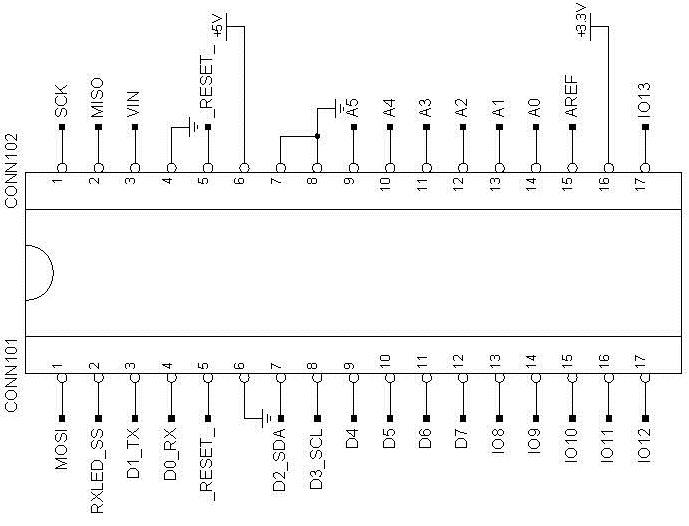 CONN102
SCK
MISO
VIN
_RESET_
+5V
A5
A4
A3
A2
A1
A0
AREF
+3.3V
IO13
1
2
3
4
5
6
7
8
9
10
11
12
13
14
15
16
17
CONN101
1
2
3
4
5
6
7
8
9
10
11
12
13
14
15
16
17
MOSI
RXLED_SS
D1_TX
D0_RX
_RESET_
D2_SDA
D3_SCL
D4
D5
D6
D7
IO8
IO9
IO10
IO11
IO12